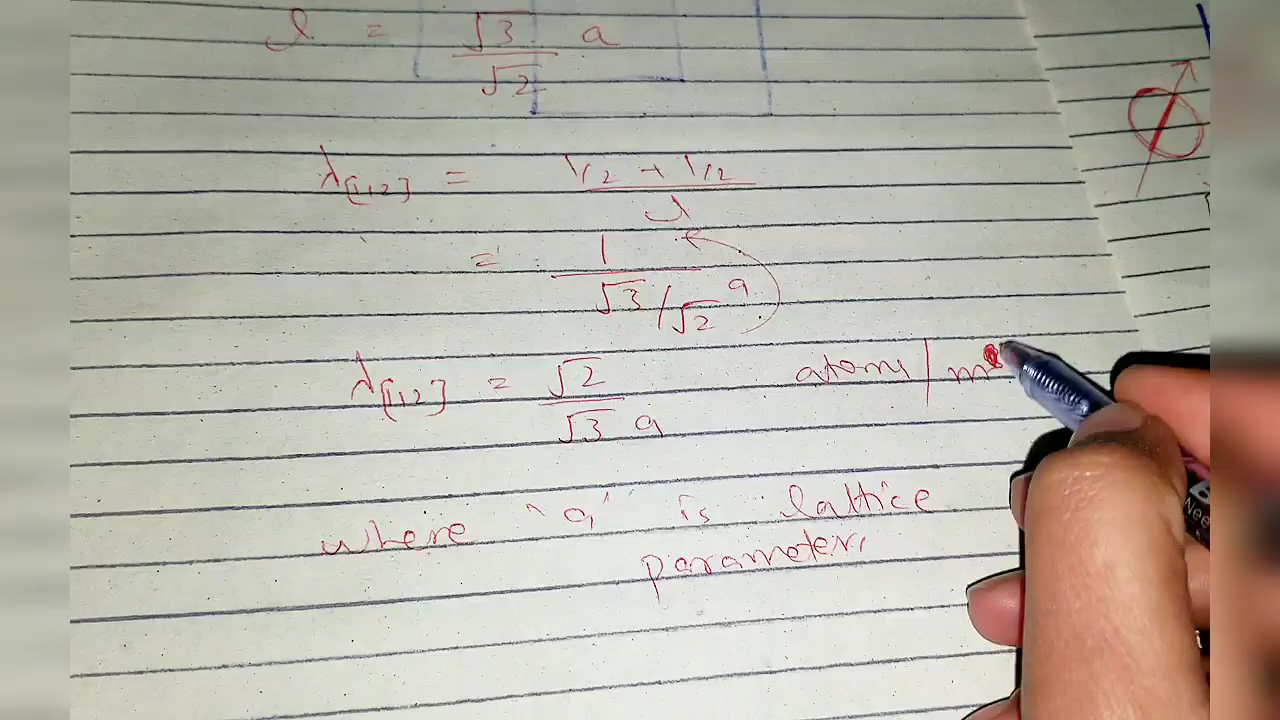 l = √3/√2 a
λ[112] = 1/2 + 1/2 / l
= 1 / √3/√2 a
λ[112] = √2 / √3 a atoms/m
where 'a' is lattice
parameter,